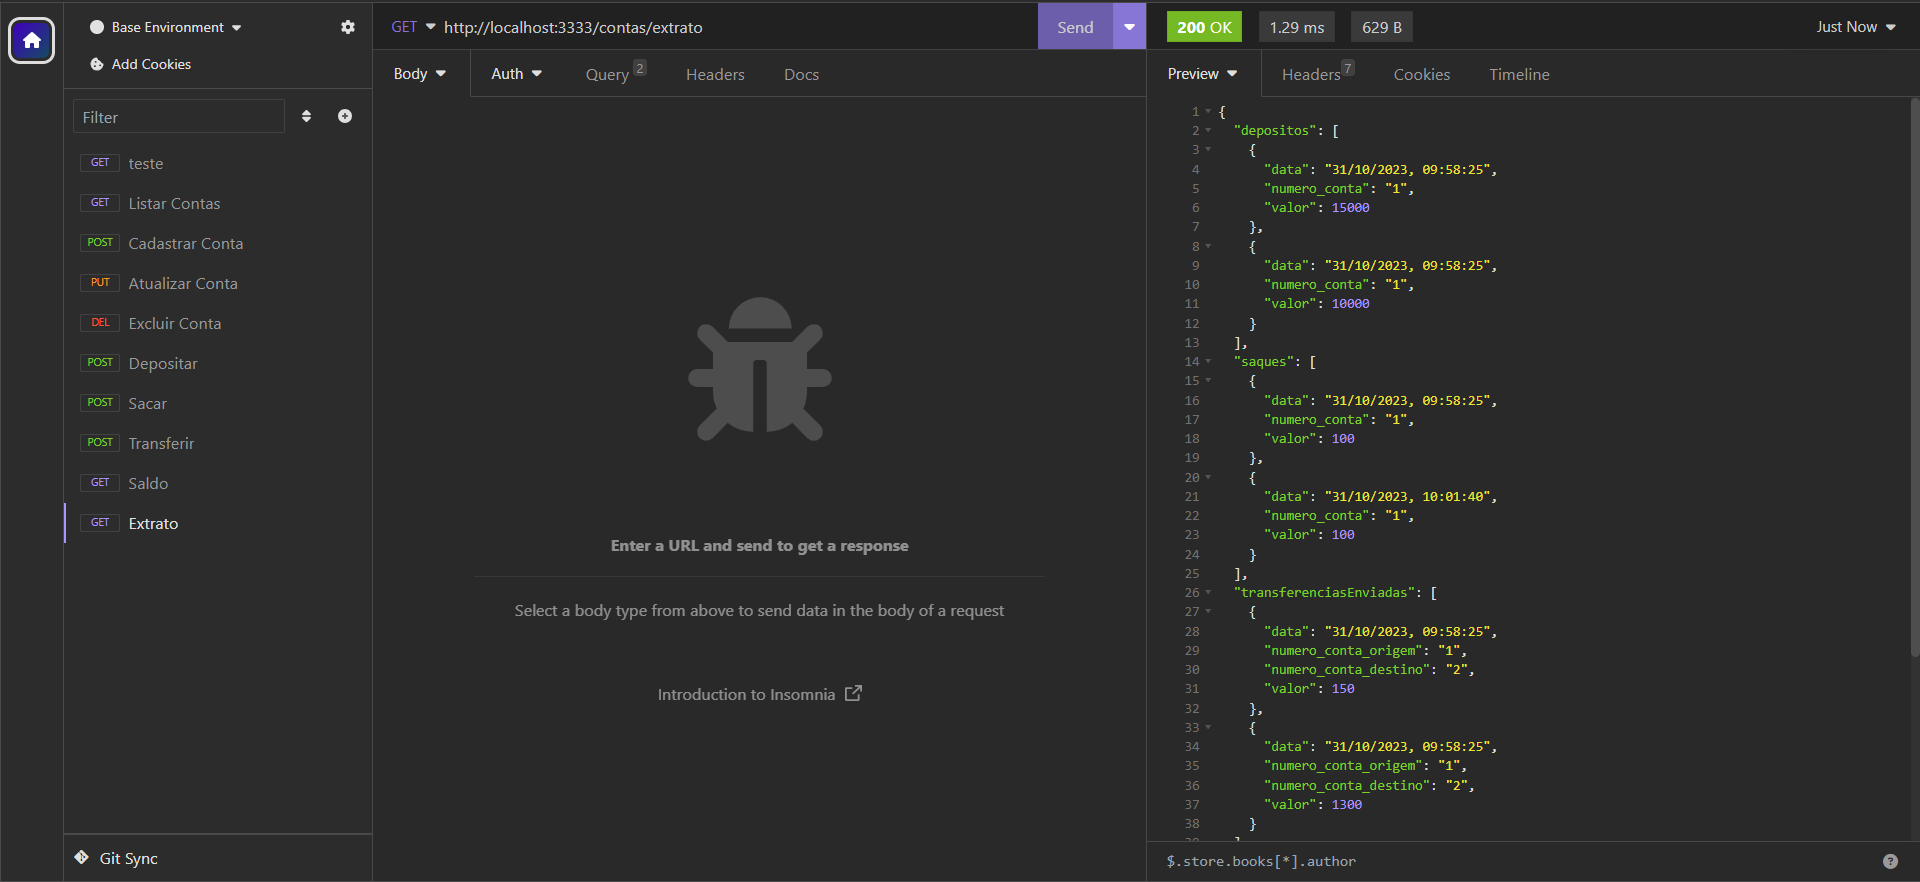 Base Environment
Add Cookies
Filter
GET teste
GET Listar Contas
POST Cadastrar Conta
PUT Atualizar Conta
DEL Excluir Conta
POST Depositar
POST Sacar
POST Transferir
GET Saldo
GET Extrato
Git Sync
GET http://localhost:3333/contas/extrato Send
Body Auth Query 2 Headers Docs
Enter a URL and send to get a response
Select a body type from above to send data in the body of a request
Introduction to Insomnia
200 OK 1.29 ms 629 B Just Now
Preview Headers 7 Cookies Timeline
1 {
2 "depositos": [
3 {
4 "data": "31/10/2023, 09:58:25",
5 "numero_conta": "1",
6 "valor": 15000
7 },
8 {
9 "data": "31/10/2023, 09:58:25",
10 "numero_conta": "1",
11 "valor": 10000
12 }
13 ],
14 "saques": [
15 {
16 "data": "31/10/2023, 09:58:25",
17 "numero_conta": "1",
18 "valor": 100
19 },
20 {
21 "data": "31/10/2023, 10:01:40",
22 "numero_conta": "1",
23 "valor": 100
24 }
25 ],
26 "transferenciasEnviadas": [
27 {
28 "data": "31/10/2023, 09:58:25",
29 "numero_conta_origem": "1",
30 "numero_conta_destino": "2",
31 "valor": 150
32 },
33 {
34 "data": "31/10/2023, 09:58:25",
35 "numero_conta_origem": "1",
36 "numero_conta_destino": "2",
37 "valor": 1300
38 }
$.store.books[*].author